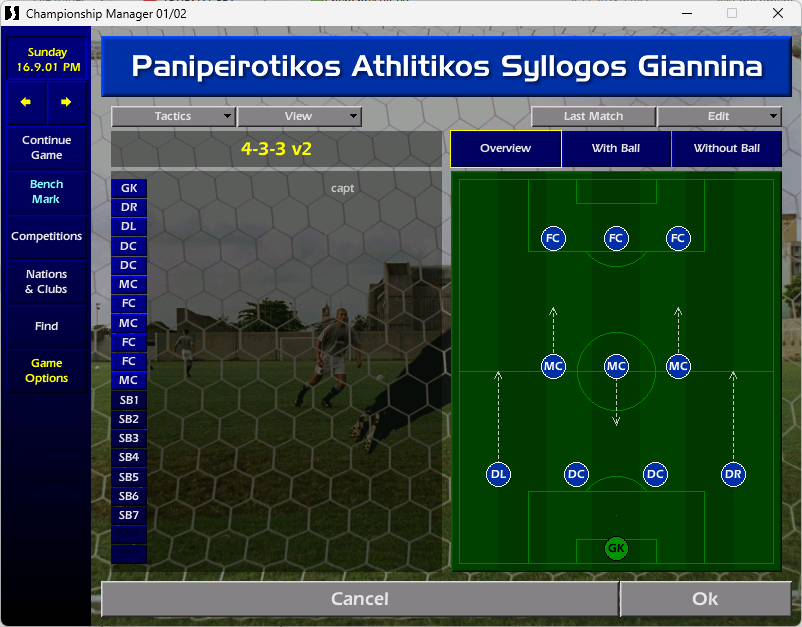 Championship Manager 01/02
Sunday
16.9.01 PM
Panipeirotikos Athlitikos Syllogos Giannina
Continue
Game
Bench
Mark
Competitions
Nations
& Clubs
Find
Game
Options
Tactics
View
Last Match
Edit
4-3-3 v2
Overview
With Ball
Without Ball
GK
capt
DR
DL
DC
DC
MC
FC
MC
FC
FC
MC
SB1
SB2
SB3
SB4
SB5
SB6
SB7
FC FC FC
MC MC MC
DL DC DC DR
GK
Cancel
Ok